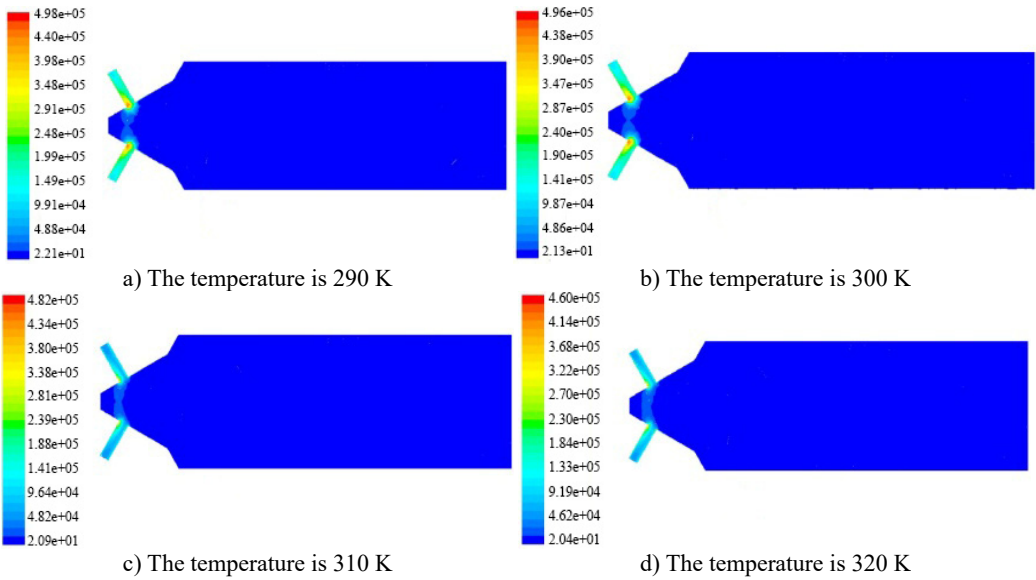 4.98e+05
4.40e+05
3.98e+05
3.48e+05
2.91e+05
2.48e+05
1.99e+05
1.49e+05
9.91e+04
4.88e+04
2.21e+01
a) The temperature is 290 K
4.96e+05
4.38e+05
3.90e+05
3.47e+05
2.87e+05
2.40e+05
1.90e+05
1.41e+05
9.87e+04
4.86e+04
2.13e+01
b) The temperature is 300 K
4.82e+05
4.34e+05
3.80e+05
3.38e+05
2.81e+05
2.39e+05
1.88e+05
1.41e+05
9.64e+04
4.82e+04
2.09e+01
c) The temperature is 310 K
4.60e+05
4.14e+05
3.68e+05
3.22e+05
2.70e+05
2.30e+05
1.84e+05
1.33e+05
9.19e+04
4.62e+04
2.04e+01
d) The temperature is 320 K